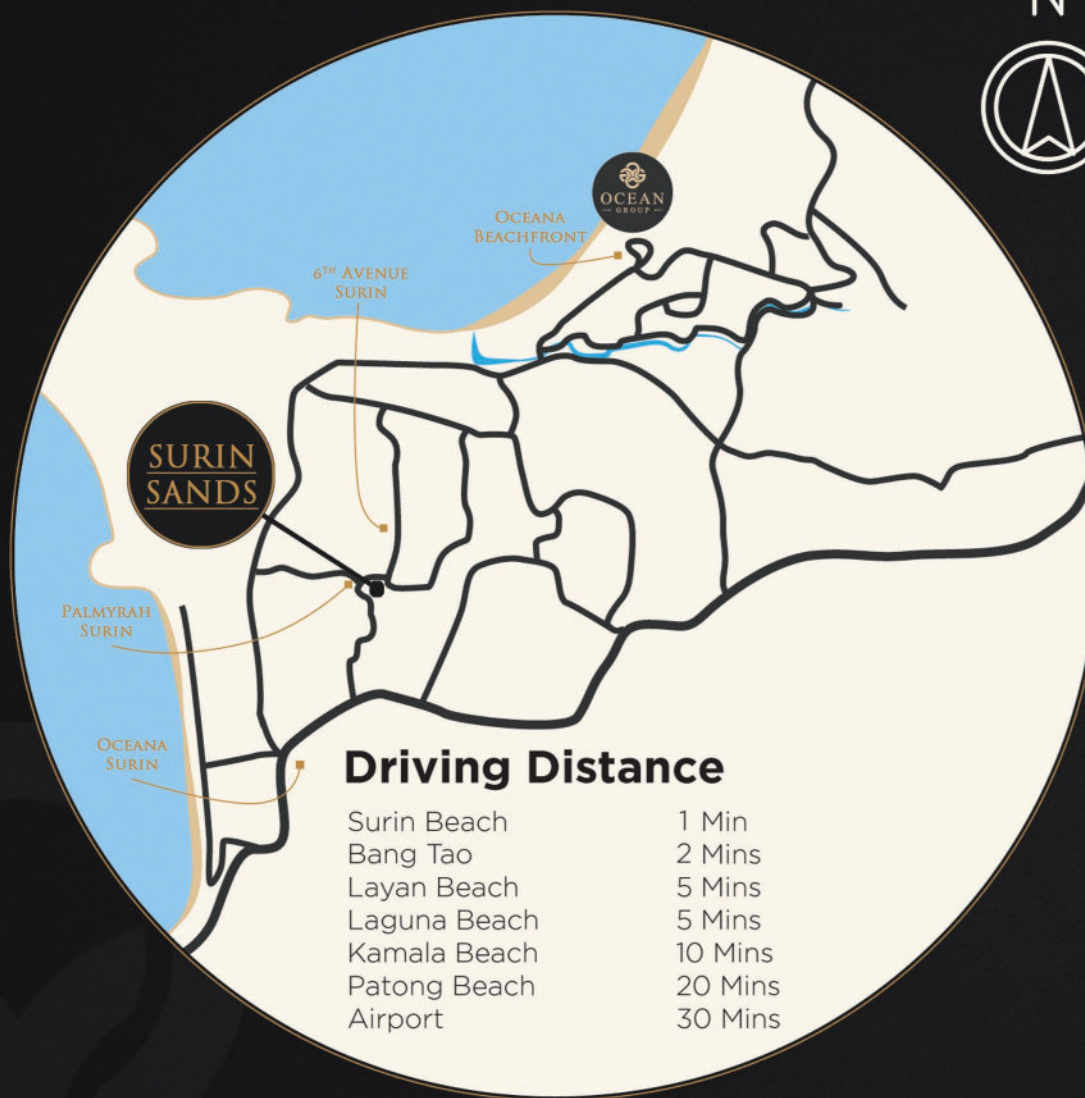 N
OCEAN
GROUP
OCEANA
BEACHFRONT
6TH AVENUE
SURIN
SURIN
SANDS
PALMYRAH
SURIN
OCEANA
SURIN
Driving Distance
Surin Beach 1 Min
Bang Tao 2 Mins
Layan Beach 5 Mins
Laguna Beach 5 Mins
Kamala Beach 10 Mins
Patong Beach 20 Mins
Airport 30 Mins